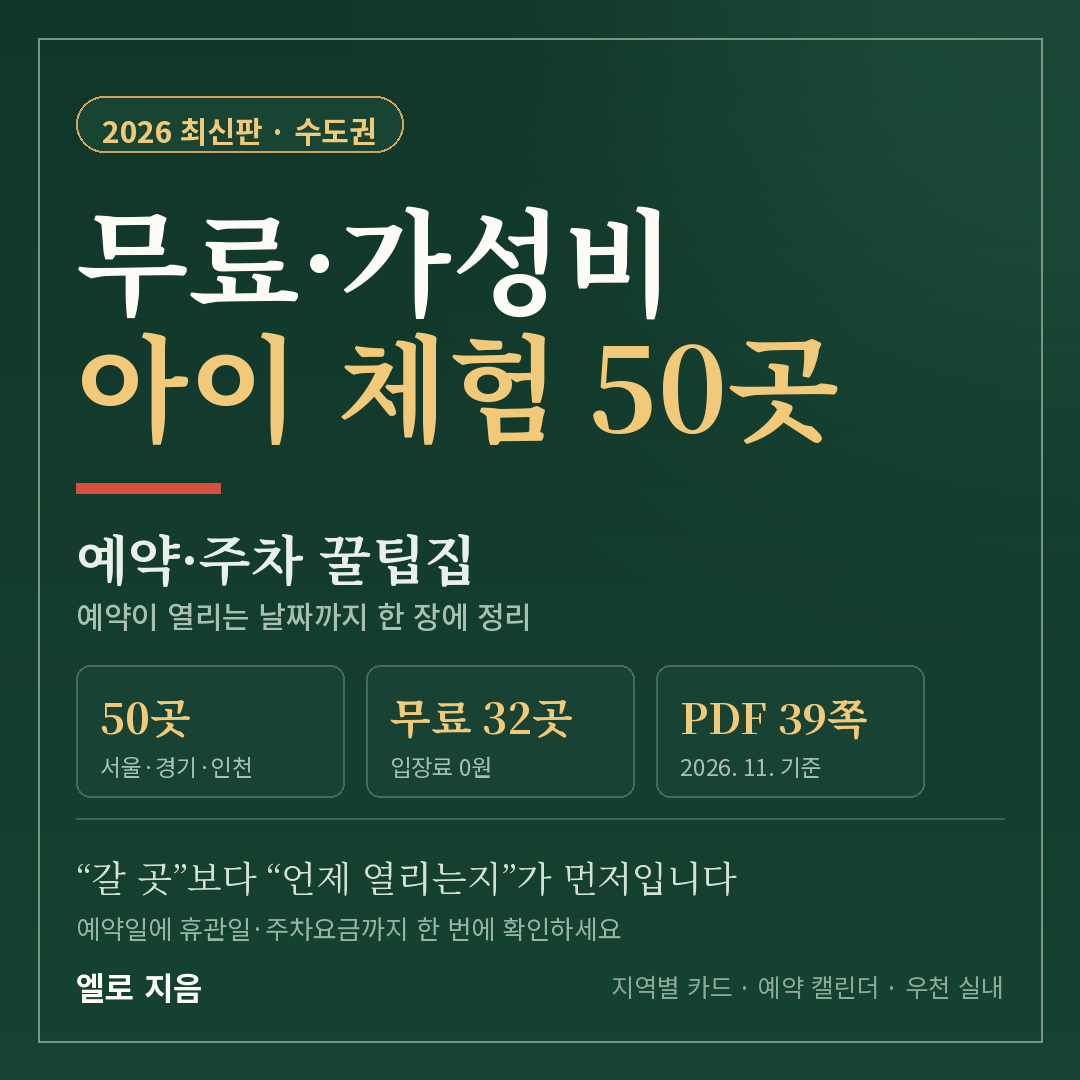 2026 최신판 · 수도권
무료·가성비
아이 체험 50곳
예약·주차 꿀팁집
예약이 열리는 날짜까지 한 장에 정리
50곳
서울·경기·인천
무료 32곳
입장료 0원
PDF 39쪽
2026. 11. 기준
“갈 곳”보다 “언제 열리는지”가 먼저입니다
예약일에 휴관일·주차요금까지 한 번에 확인하세요
엘로 지음
지역별 카드 · 예약 캘린더 · 우천 실내